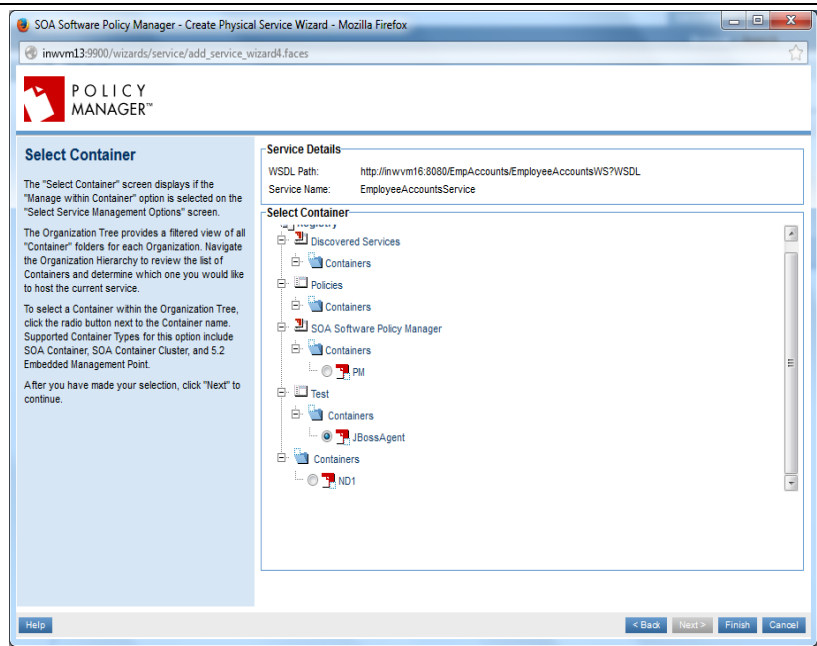 SOA Software Policy Manager - Create Physical Service Wizard - Mozilla Firefox
inwvm13:9900/wizards/service/add_service_wizard4.faces
POLICY
MANAGER™
Select Container
The "Select Container" screen displays if the
"Manage within Container" option is selected on the
"Select Service Management Options" screen.
The Organization Tree provides a filtered view of all
"Container" folders for each Organization. Navigate
the Organization Hierarchy to review the list of
Containers and determine which one you would like
to host the current service.
To select a Container within the Organization Tree,
click the radio button next to the Container name.
Supported Container Types for this option include
SOA Container, SOA Container Cluster, and 5.2
Embedded Management Point.
After you have made your selection, click "Next" to
continue.
Service Details
WSDL Path: http://inwvm16:8080/EmpAccounts/EmployeeAccountsWS?WSDL
Service Name: EmployeeAccountsService
Select Container
Registry
Discovered Services
Containers
Policies
Containers
SOA Software Policy Manager
Containers
PM
Test
Containers
JBossAgent
Containers
ND1
Help
< Back Next > Finish Cancel